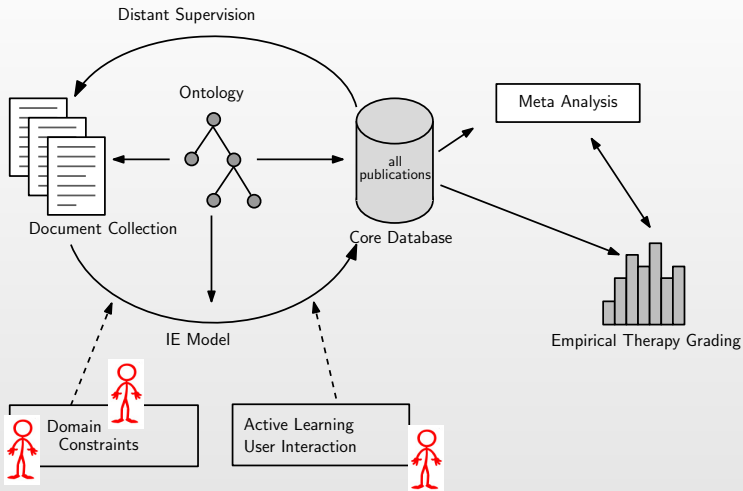 Distant Supervision
Ontology
Meta Analysis
all
publications
Document Collection
Core Database
IE Model
Empirical Therapy Grading
Domain
Constraints
Active Learning
User Interaction